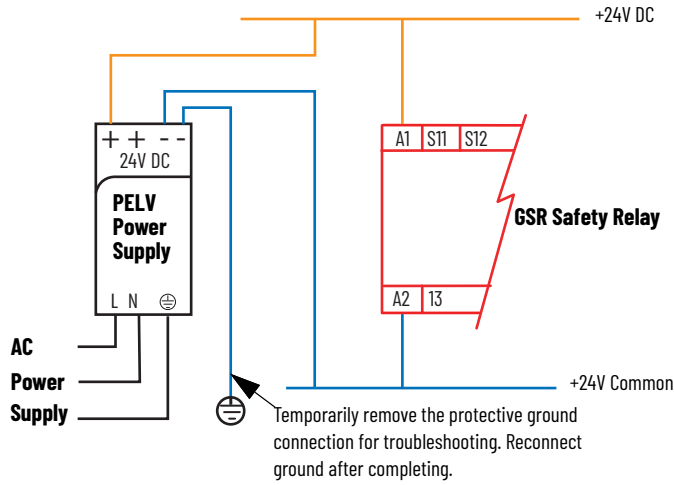 +24V DC
+ + - -
24V DC
PELV
Power
Supply
L N
A1 S11 S12
GSR Safety Relay
A2 13
AC
Power
Supply
+24V Common
Temporarily remove the protective ground
connection for troubleshooting. Reconnect
ground after completing.